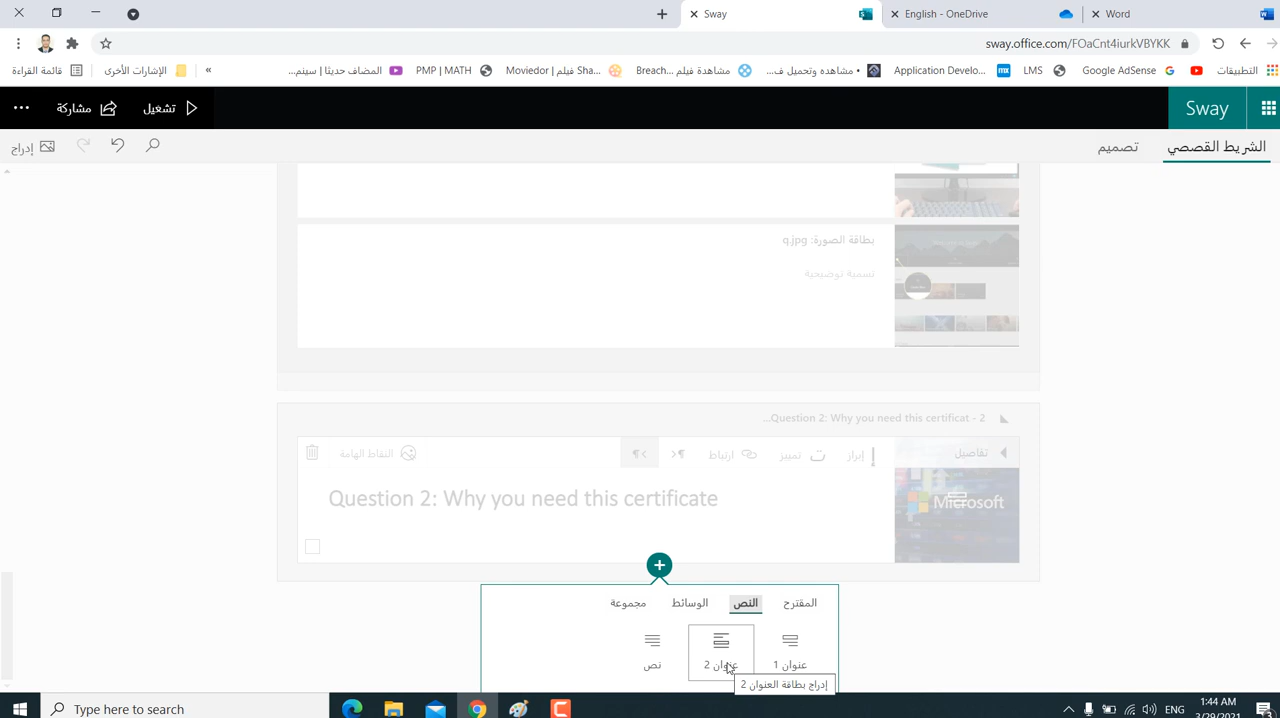 Sway
English - OneDrive
Word
sway.office.com/FOaCnt4iurkVBYKK
التطبيقات
Google AdSense
LMS
Application Develo...
مشاهده وتحميل ف...
مشاهدة فيلم Breach...
Moviedor | فيلم Sha...
PMP | MATH
المضاف حديثا | سينم...
»
الإشارات الأخرى
قائمة القراءة
Sway
تشغيل
مشاركة
الشريط القصصي
تصميم
إدراج
بطاقة الصورة: q.jpg
تسمية توضيحية
2 - Question 2: Why you need this certificat...
تفاصيل
إبراز
تمييز
ارتباط
النقاط الهامة
Microsoft
Question 2: Why you need this certificate
المقترح
النص
الوسائط
مجموعة
عنوان 1
عنوان 2
نص
إدراج بطاقة العنوان 2
Type here to search
ENG
1:44 AM
3/29/2021